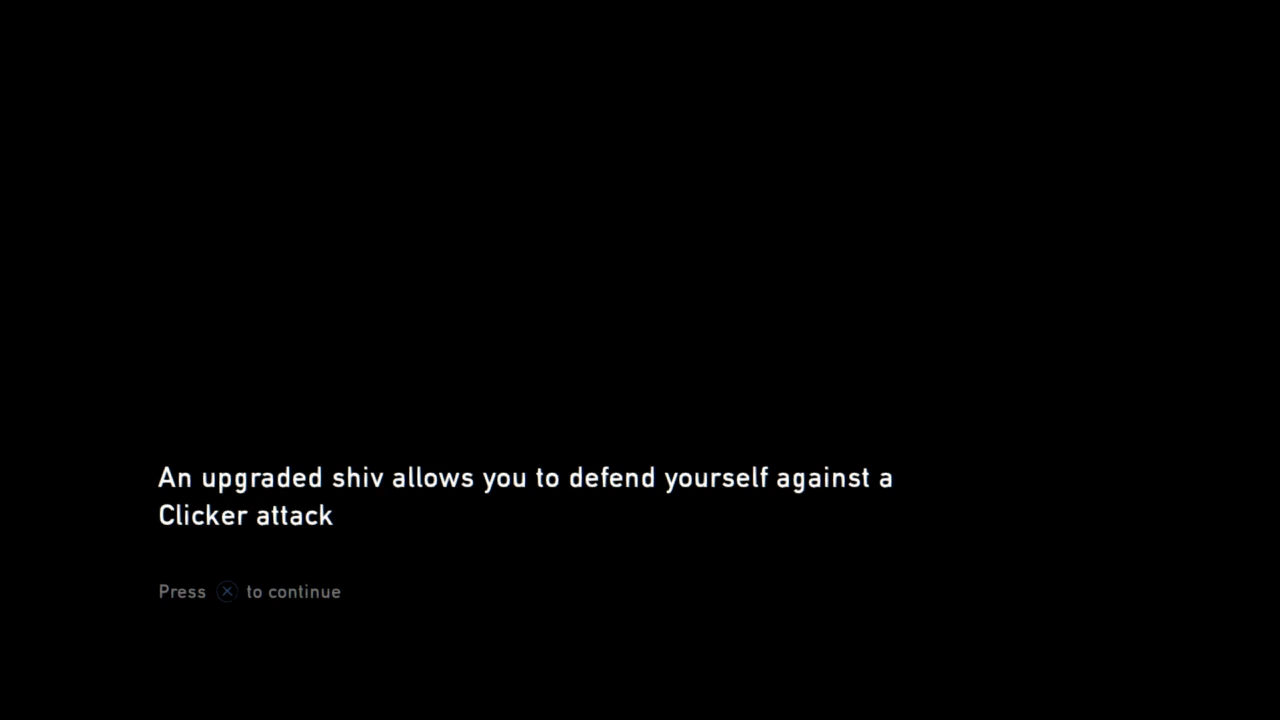 An upgraded shiv allows you to defend yourself against a
Clicker attack
Press ⓧ to continue